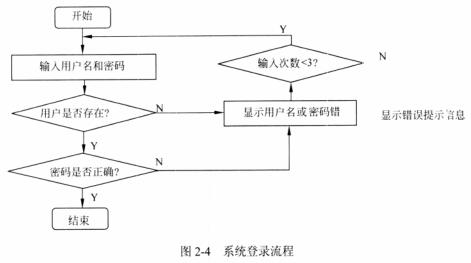 开始
Y
输入用户名和密码
输入次数<3?
N
用户是否存在?
N
显示用户名或密码错
显示错误提示信息
Y
密码是否正确?
N
Y
结束
图 2-4 系统登录流程